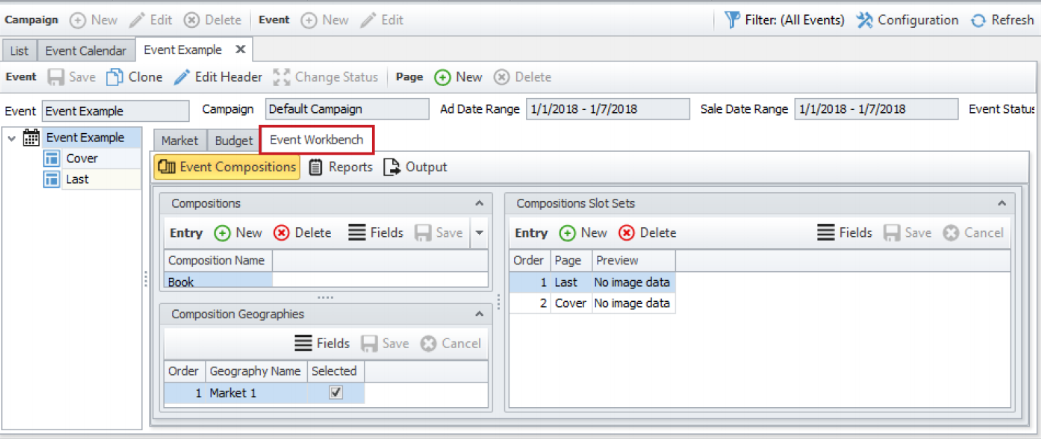 Campaign New Edit Delete Event New Edit Filter: (All Events) Configuration Refresh
List Event Calendar Event Example X
Event Save Clone Edit Header Change Status Page New Delete
Event Event Example Campaign Default Campaign Ad Date Range 1/1/2018 - 1/7/2018 Sale Date Range 1/1/2018 - 1/7/2018 Event Status
Event Example
Cover
Last
Market Budget Event Workbench
Event Compositions Reports Output
Compositions
Entry New Delete Fields Save
Composition Name
Book
Composition Geographies
Fields Save Cancel
Order Geography Name Selected
1 Market 1
Compositions Slot Sets
Entry New Delete Fields Save Cancel
Order Page Preview
1 Last No image data
2 Cover No image data